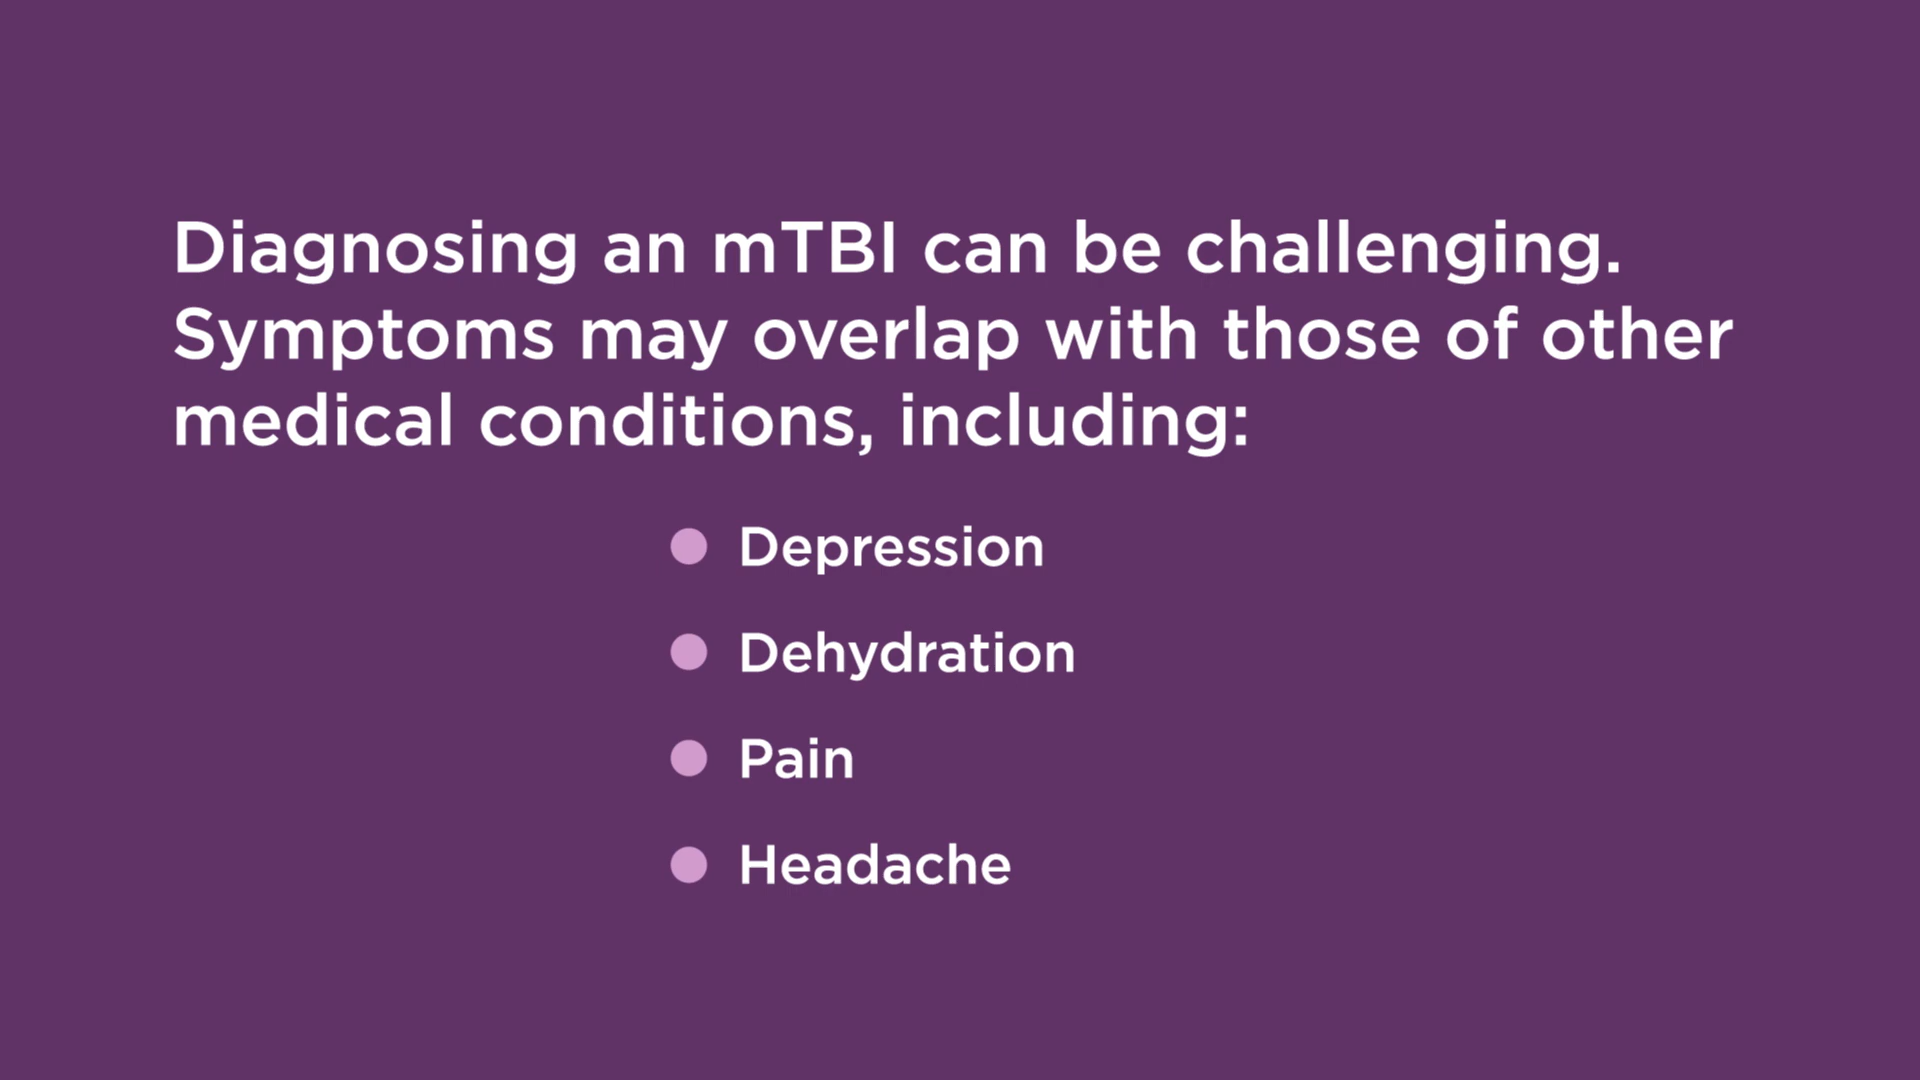 Diagnosing an mTBI can be challenging.
Symptoms may overlap with those of other
medical conditions, including:
Depression
Dehydration
Pain
Headache